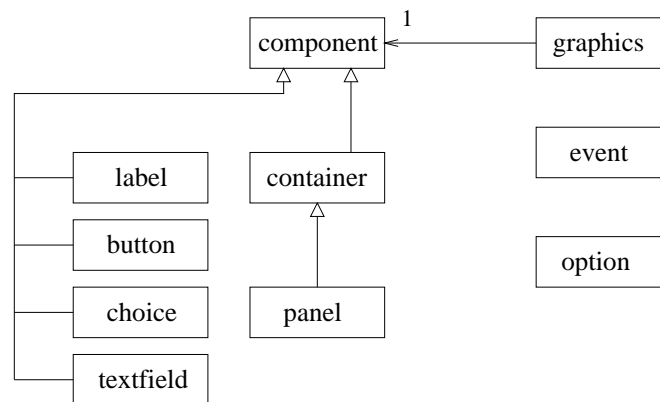 1
component
graphics
label
container
event
button
option
choice
panel
textfield